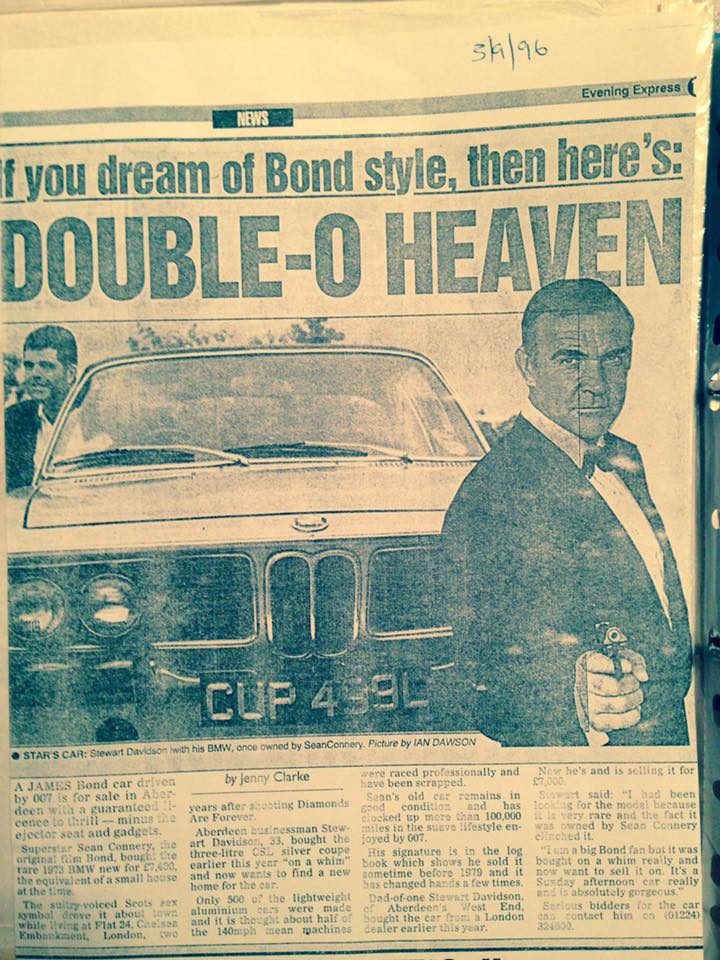 3/9/96
Evening Express
NEWS
If you dream of Bond style, then here's:
DOUBLE-O HEAVEN
CUP 499L
● STAR'S CAR: Stewart Davidson with his BMW, once owned by SeanConnery. Picture by IAN DAWSON
A JAMES Bond car driven
by 007 is for sale in Aber-
deen with a guaranteed li-
cence to thrill — minus the
ejector seat and gadgets.
Superstar Sean Connery, the
original film Bond, bought the
rare 1973 BMW new for £7,450,
the equivalent of a small house
at the time.
The sultry-voiced Scots sex
symbol drove it about town
while living at Flat 24, Chelsea
Embankment, London, two
by Jenny Clarke
years after shooting Diamonds
Are Forever.
Aberdeen businessman Stew-
art Davidson, 33, bought the
three-litre CSL silver coupe
earlier this year "on a whim"
and now wants to find a new
home for the car.
Only 500 of the lightweight
aluminium cars were made
and it is thought about half of
the 140mph mean machines
were raced professionally and
have been scrapped.
Sean's old car remains in
good condition and has
clocked up more than 100,000
miles in the suave lifestyle en-
joyed by 007.
His signature is in the log
book which shows he sold it
sometime before 1979 and it
has changed hands a few times.
Dad-of-one Stewart Davidson,
of Aberdeen's West End,
bought the car from a London
dealer earlier this year.
Now he's and is selling it for
Stewart said: "I had been
looking for the model because
it is very rare and the fact it
was owned by Sean Connery
clinched it.
"I am a big Bond fan but it was
bought on a whim really and
now want to sell it on. It's a
Sunday afternoon car really
and is absolutely gorgeous."
Serious bidders for the car
can contact him on (01224)